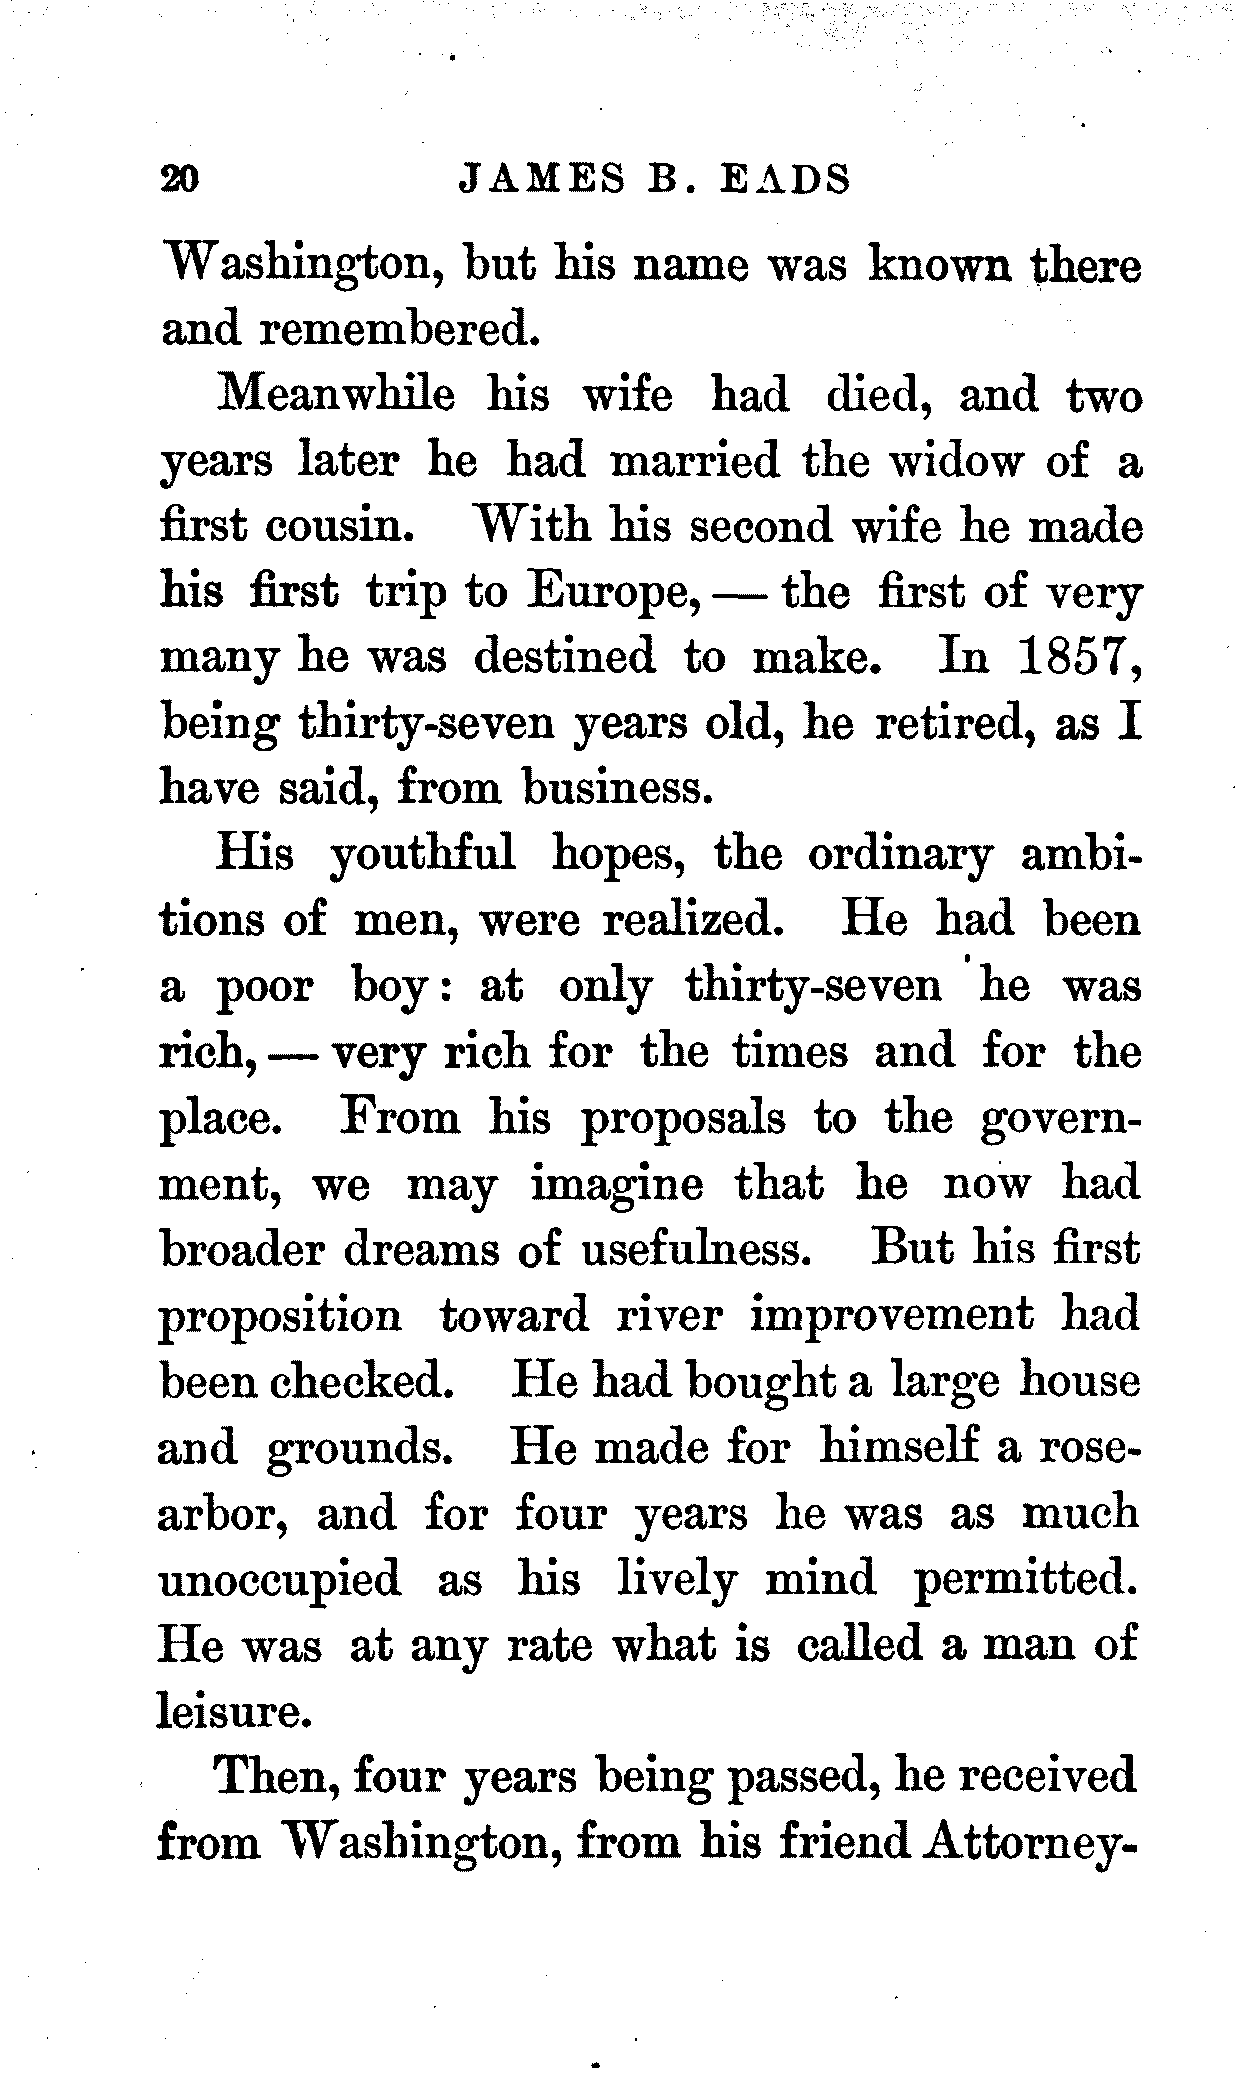 20 JAMES B. EADS
Washington, but his name was known there
and remembered.
Meanwhile his wife had died, and two
years later he had married the widow of a
first cousin. With his second wife he made
his first trip to Europe, — the first of very
many he was destined to make. In 1857,
being thirty-seven years old, he retired, as I
have said, from business.
His youthful hopes, the ordinary ambi-
tions of men, were realized. He had been
a poor boy: at only thirty-seven he was
rich, — very rich for the times and for the
place. From his proposals to the govern-
ment, we may imagine that he now had
broader dreams of usefulness. But his first
proposition toward river improvement had
been checked. He had bought a large house
and grounds. He made for himself a rose-
arbor, and for four years he was as much
unoccupied as his lively mind permitted.
He was at any rate what is called a man of
leisure.
Then, four years being passed, he received
from Washington, from his friend Attorney-